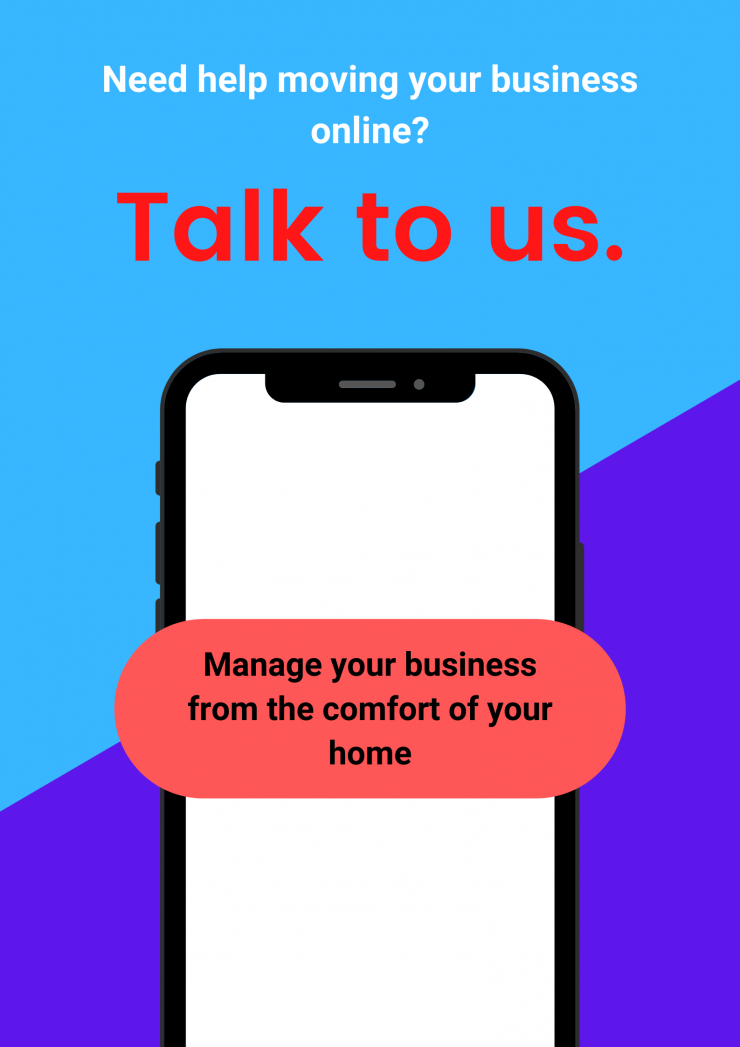 Need help moving your business
online?
Talk to us.
Manage your business
from the comfort of your
home